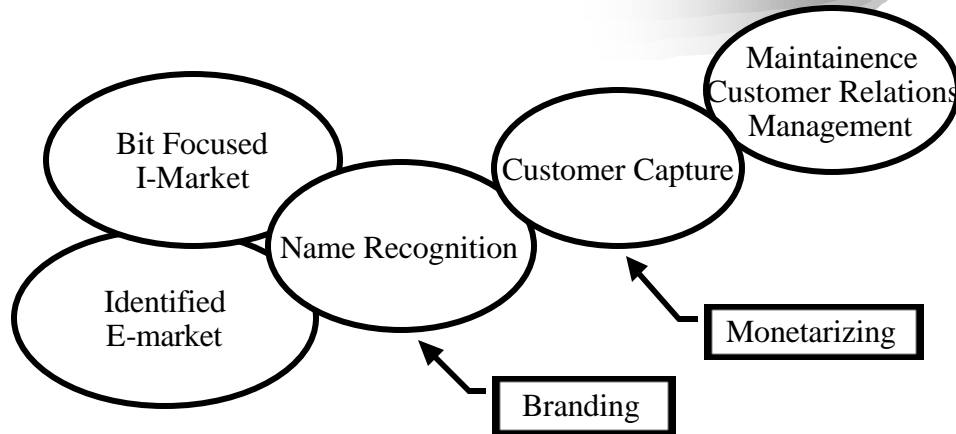 Maintainence
Customer Relations
Management
Bit Focused
I-Market
Customer Capture
Name Recognition
Identified
E-market
Monetarizing
Branding